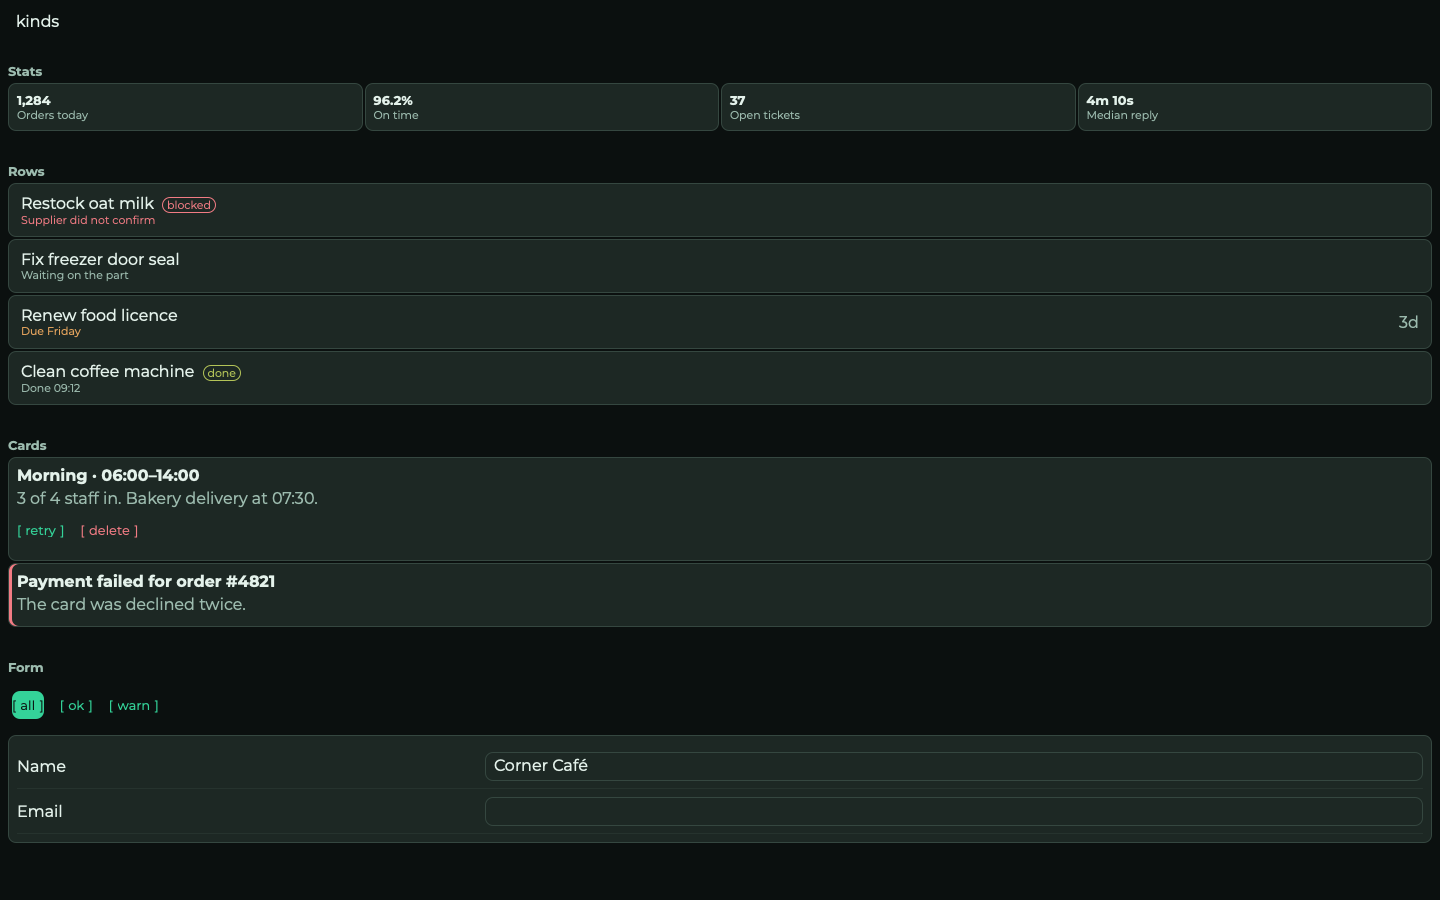 kinds
Stats
1,284
Orders today
96.2%
On time
37
Open tickets
4m 10s
Median reply
Rows
Restock oat milk blocked
Supplier did not confirm
Fix freezer door seal
Waiting on the part
Renew food licence
Due Friday
3d
Clean coffee machine done
Done 09:12
Cards
Morning · 06:00–14:00
3 of 4 staff in. Bakery delivery at 07:30.
[ retry ] [ delete ]
Payment failed for order #4821
The card was declined twice.
Form
[ all ] [ ok ] [ warn ]
Name Corner Café
Email